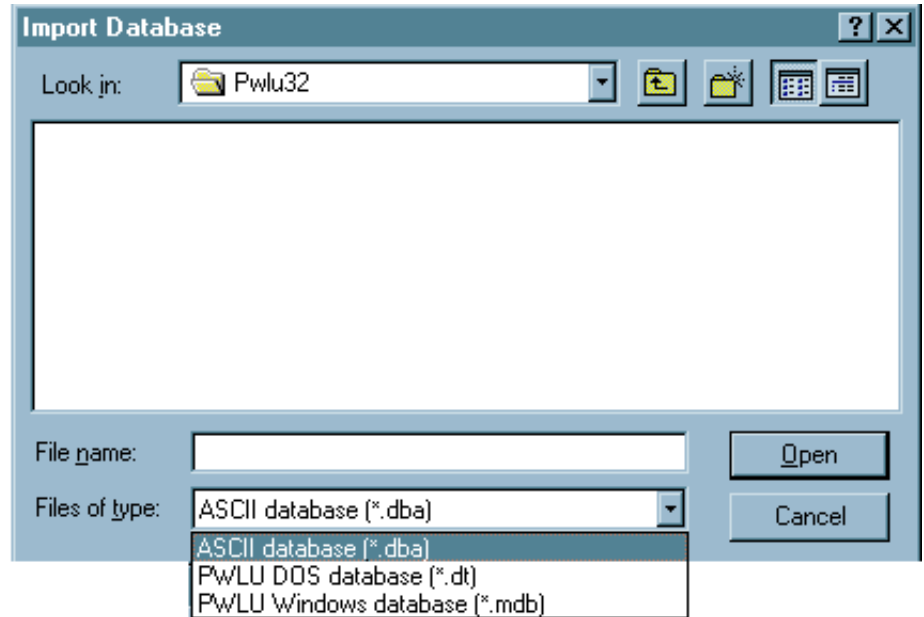 Import Database
Look in: Pwlu32
File name: Open
Files of type: ASCII database (*.dba) Cancel
ASCII database (*.dba)
PWLU DOS database (*.dt)
PWLU Windows database (*.mdb)